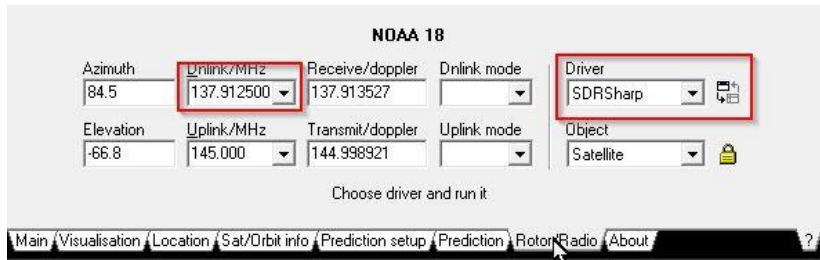 NOAA 18
Azimuth Dnlink/MHz Receive/doppler Dnlink mode Driver
84.5 137.912500 137.913527 SDRSharp
Elevation Uplink/MHz Transmit/doppler Uplink mode Object
-66.8 145.000 144.998921 Satellite
Choose driver and run it
Main Visualisation Location Sat/Orbit info Prediction setup Prediction Rotor/Radio About ?